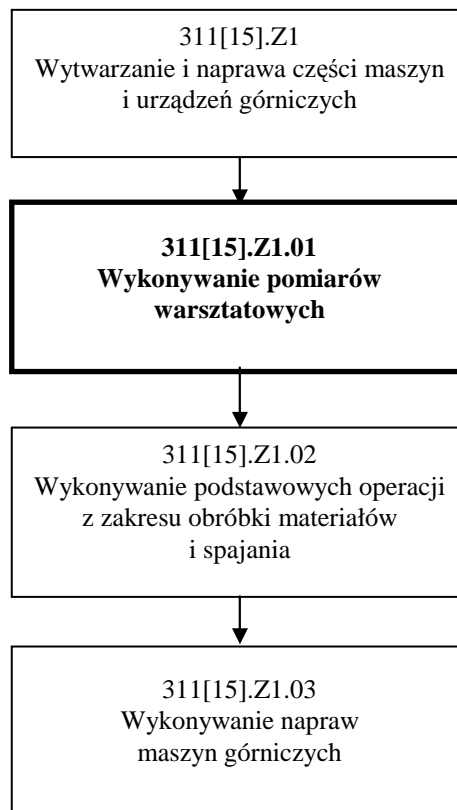 311[15].Z1
Wytwarzanie i naprawa części maszyn
i urządzeń górniczych
311[15].Z1.01
Wykonywanie pomiarów
warsztatowych
311[15].Z1.02
Wykonywanie podstawowych operacji
z zakresu obróbki materiałów
i spajania
311[15].Z1.03
Wykonywanie napraw
maszyn górniczych